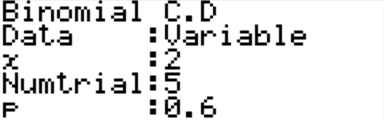 Binomial C.D
Data :Variable
x :2
Numtrial:5
p :0.6